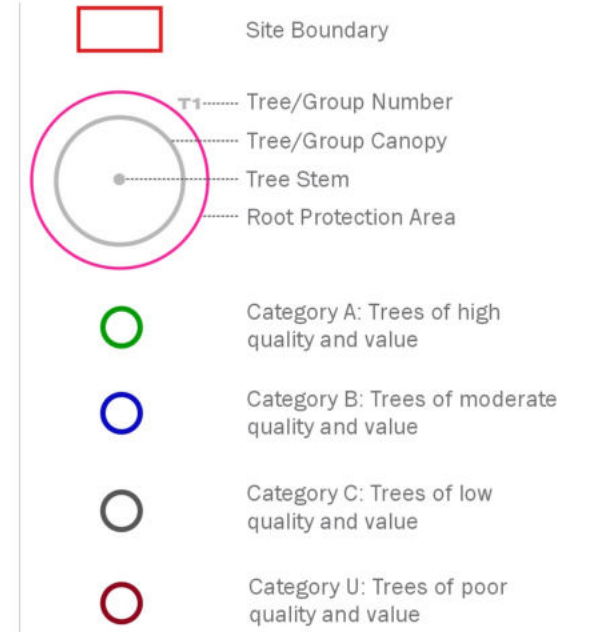 Site Boundary
T1
Tree/Group Number
Tree/Group Canopy
Tree Stem
Root Protection Area
Category A: Trees of high
quality and value
Category B: Trees of moderate
quality and value
Category C: Trees of low
quality and value
Category U: Trees of poor
quality and value